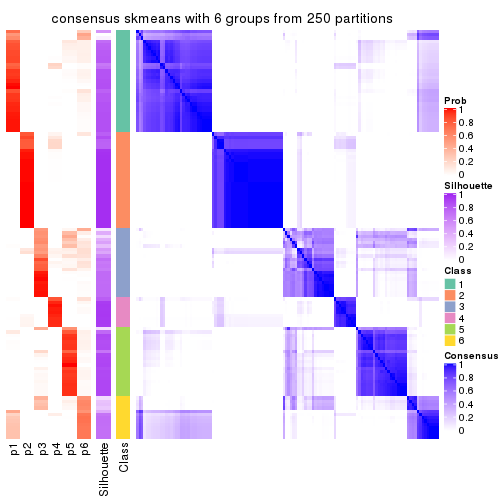 consensus skmeans with 6 groups from 250 partitions
Prob
1
0.8
0.6
0.4
0.2
0
Silhouette
1
0.8
0.6
0.4
0.2
0
Class
1
2
3
4
5
6
Consensus
1
0.8
0.6
0.4
0.2
0
p1
p2
p3
p4
p5
p6
Silhouette
Class